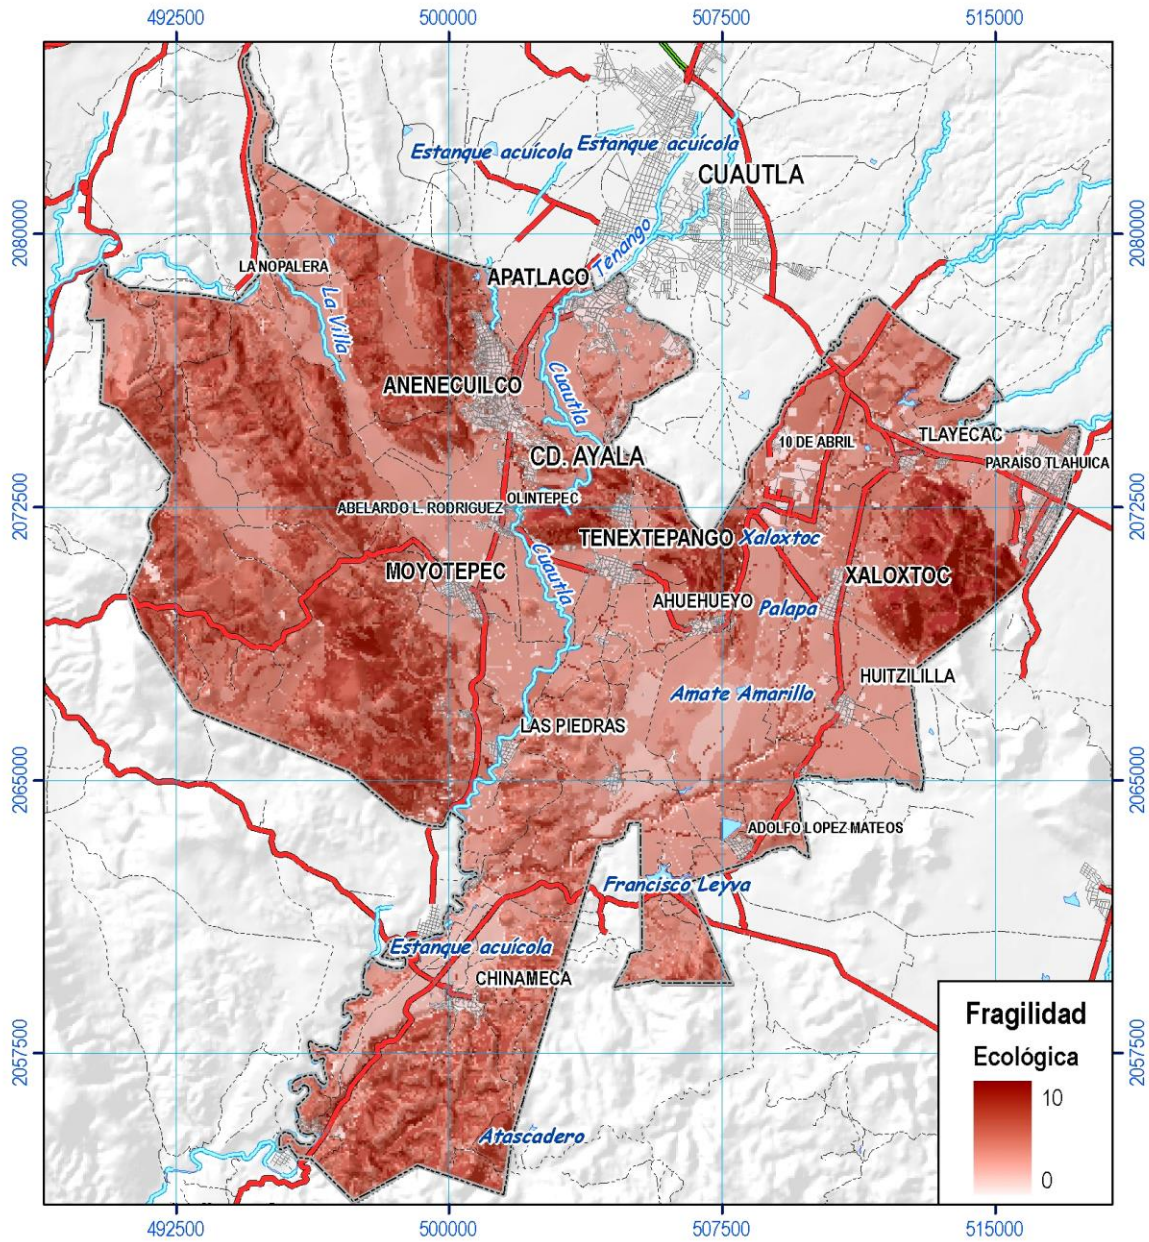 492500
500000
507500
515000
Estanque acuícola
Estanque acuícola
CUAUTLA
2080000
2080000
Tenango
LA NOPALERA
APATLACO
La Villa
ANENECUILCO
Cuautla
10 DE ABRIL
TLAYECAC
CD. AYALA
PARAISO TLAHUICA
OLINTEPEC
2072500
2072500
ABELARDO L. RODRIGUEZ
TENEXTEPANGO
Xaloxtoc
Cuautla
MOYOTEPEC
XALOXTOC
AHUEHUEYO
Palapa
HUITZILILLA
Amate Amarillo
LAS PIEDRAS
2065000
2065000
ADOLFO LOPEZ MATEOS
Francisco Leyva
Estanque acuícola
CHINAMECA
Fragilidad
Ecológica
2057500
2057500
10
0
Atascadero
492500
500000
507500
515000